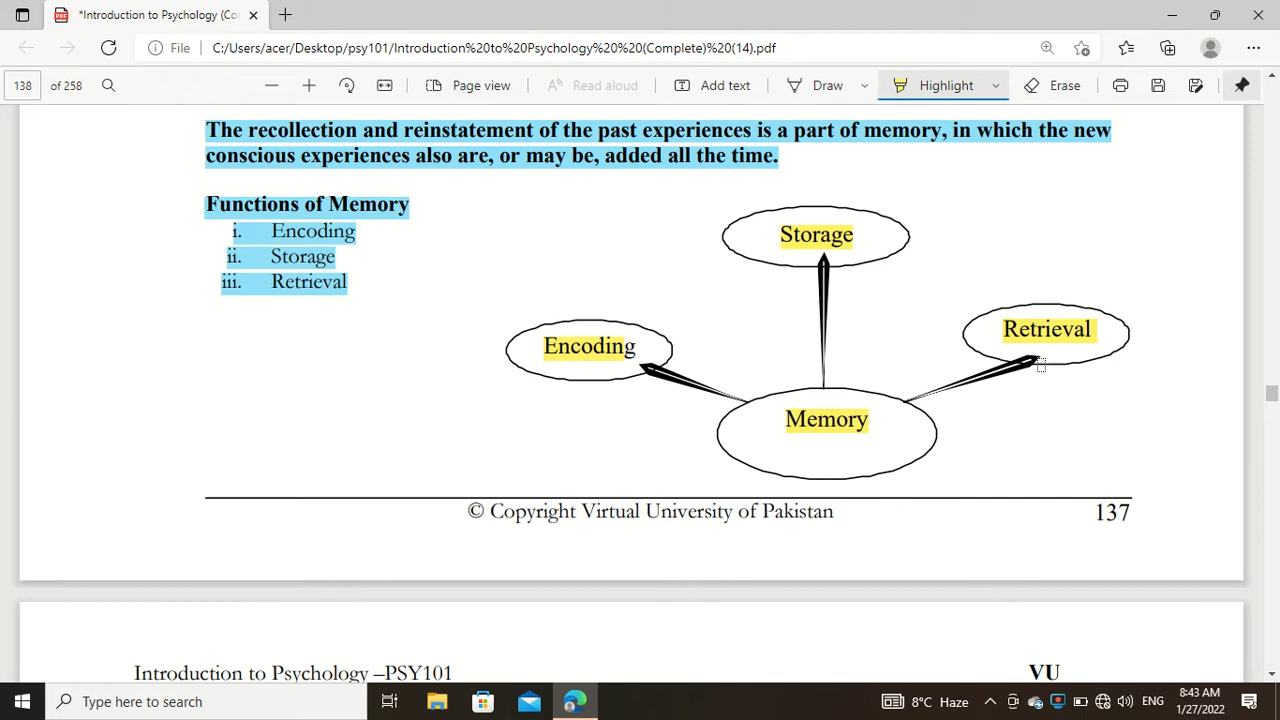 *Introduction to Psychology (Co
File
C:/Users/acer/Desktop/psy101/Introduction%20to%20Psychology%20%20(Complete)%20(14).pdf
138 of 258
Page view
Read aloud
Add text
Draw
Highlight
Erase
The recollection and reinstatement of the past experiences is a part of memory, in which the new
conscious experiences also are, or may be, added all the time.
Functions of Memory
i. Encoding
ii. Storage
iii. Retrieval
Storage
Retrieval
Encoding
Memory
© Copyright Virtual University of Pakistan 137
Introduction to Psychology –PSY101 VU
Type here to search
8°C Haze
ENG
8:43 AM
1/27/2022